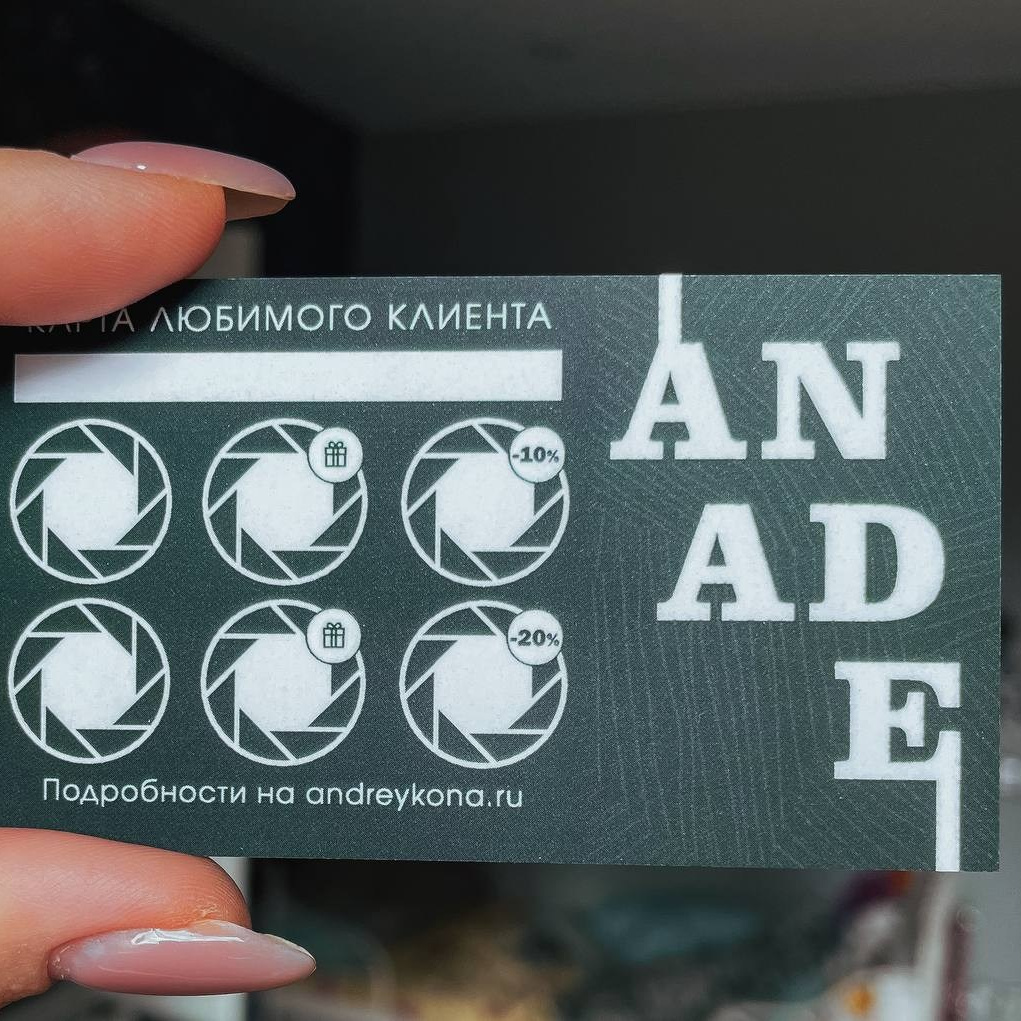 КАРТА ЛЮБИМОГО КЛИЕНТА
-10%
-20%
Подробности на andreykona.ru
AN
AD
E